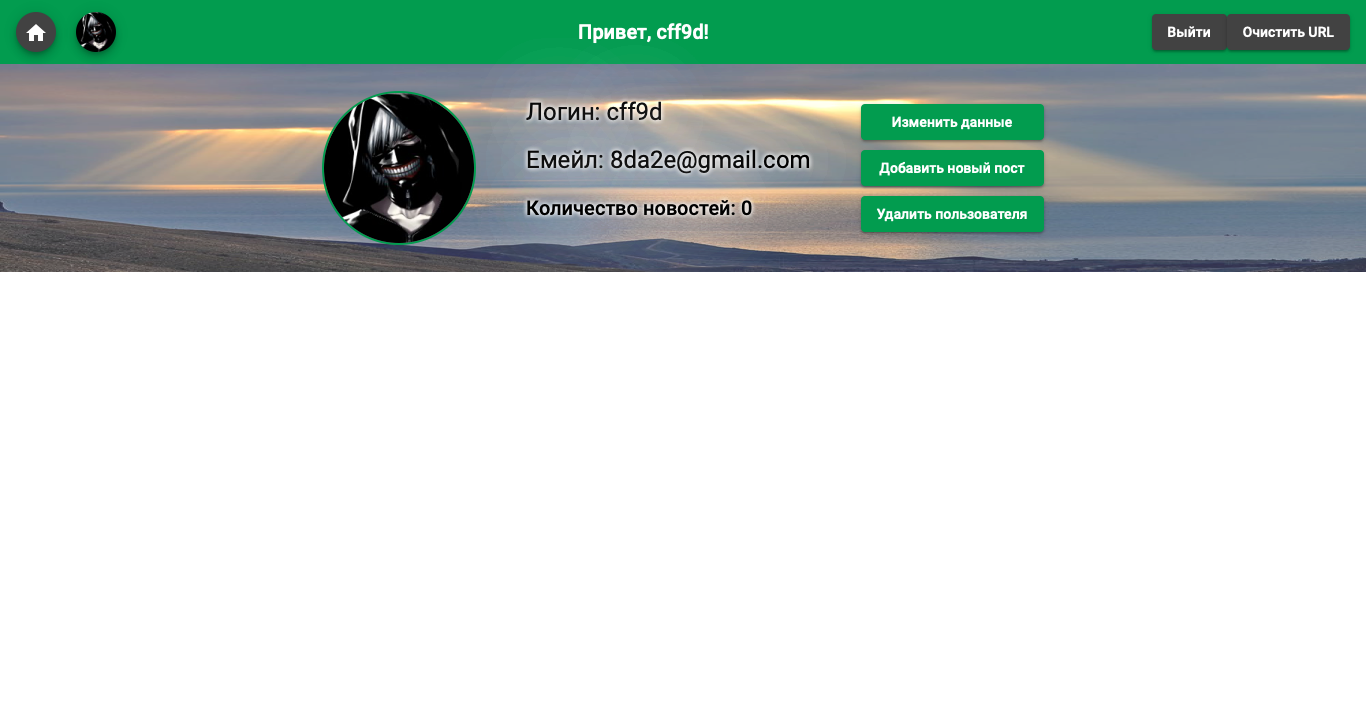 Привет, cff9d!
Выйти
Очистить URL
Логин: cff9d
Емейл: 8da2e@gmail.com
Количество новостей: 0
Изменить данные
Добавить новый пост
Удалить пользователя